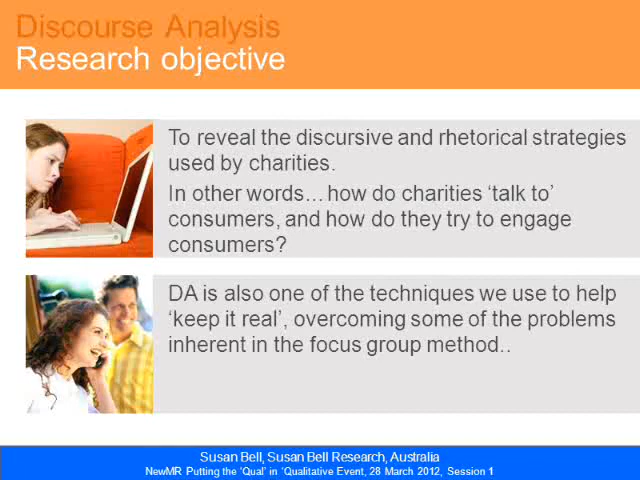 Discourse Analysis
Research objective
To reveal the discursive and rhetorical strategies
used by charities.
In other words…how do charities ‘talk to’
consumers, and how do they try to engage
consumers?
DA is also one of the techniques we use to help
‘keep it real’, overcoming some of the problems
inherent in the focus group method..
Susan Bell, Susan Bell Research, Australia
NewMR Putting the ‘Qual’ in ‘Qualitative Event, 28 March 2012, Session 1